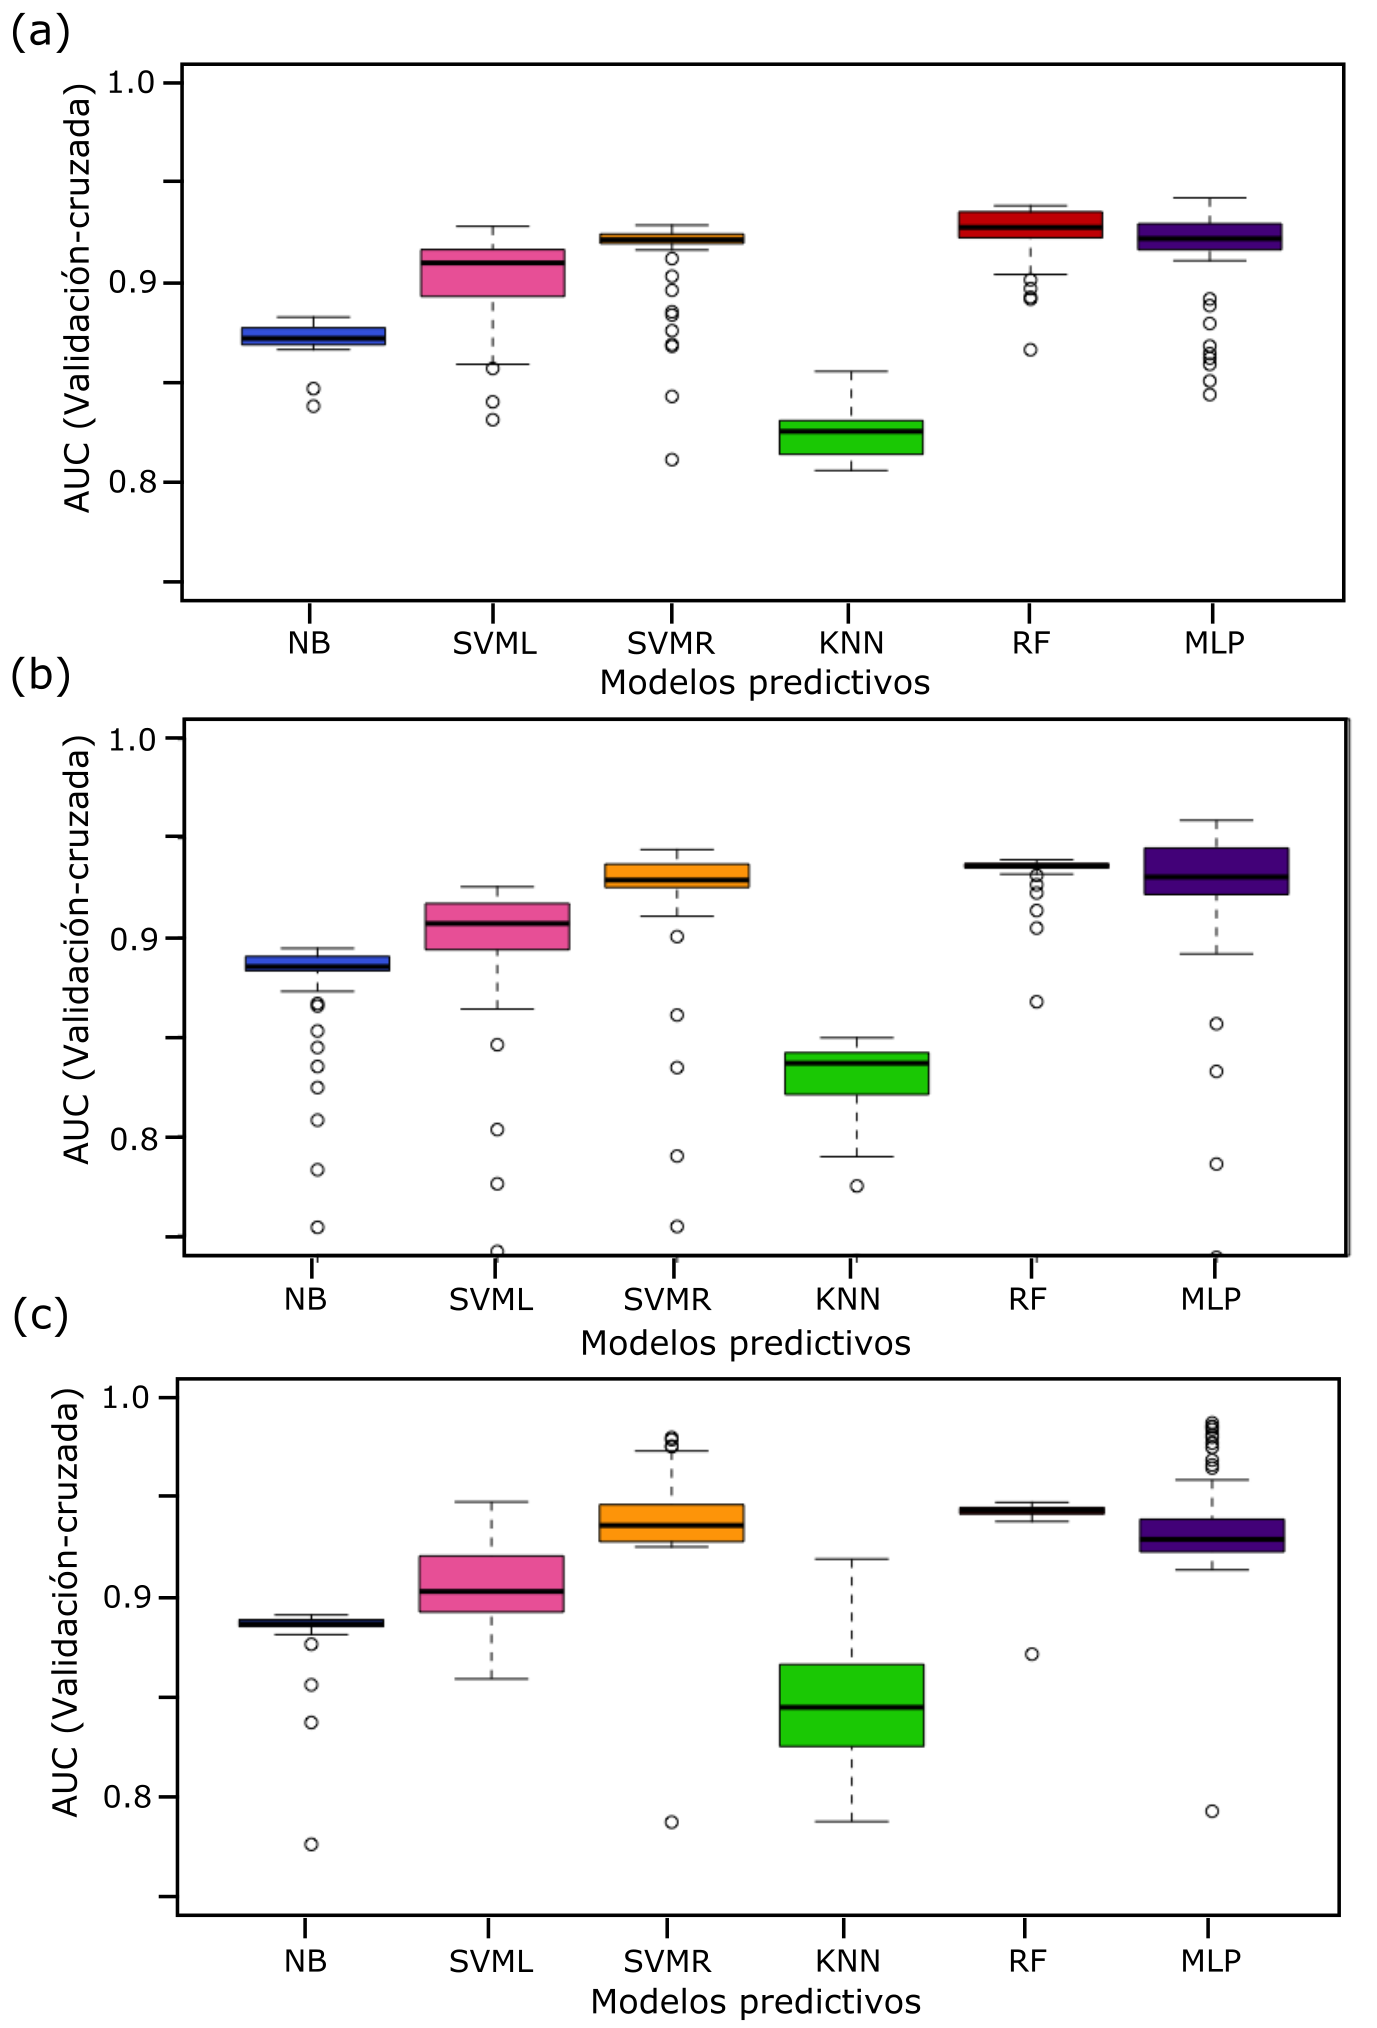 (a)
AUC (Validación-cruzada)
1.0
0.9
0.8
NB SVML SVMR KNN RF MLP
Modelos predictivos
(b)
AUC (Validación-cruzada)
1.0
0.9
0.8
NB SVML SVMR KNN RF MLP
Modelos predictivos
(c)
AUC (Validación-cruzada)
1.0
0.9
0.8
NB SVML SVMR KNN RF MLP
Modelos predictivos